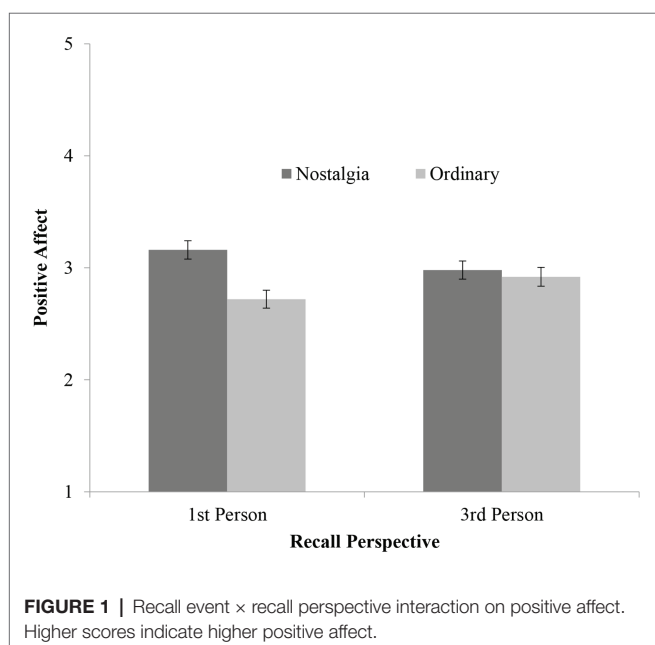 5
4
Nostalgia Ordinary
3
2
1
Positive Affect
1st Person 3rd Person
Recall Perspective
FIGURE 1 | Recall event × recall perspective interaction on positive affect.
Higher scores indicate higher positive affect.